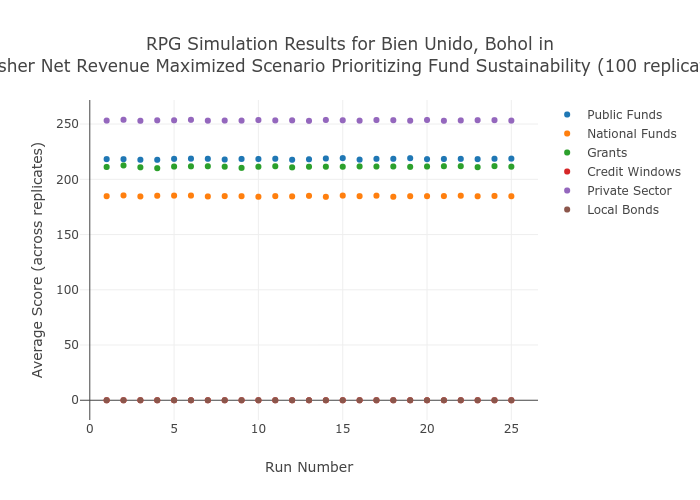 RPG Simulation Results for Bien Unido, Bohol in
Net Revenue Maximized Scenario Prioritizing Fund Sustainability (100
250
200
150
100
50
0
Average Score (across replicates)
0
5
10
15
20
25
Run Number
Public Funds
National Funds
Grants
Credit Windows
Private Sector
Local Bonds